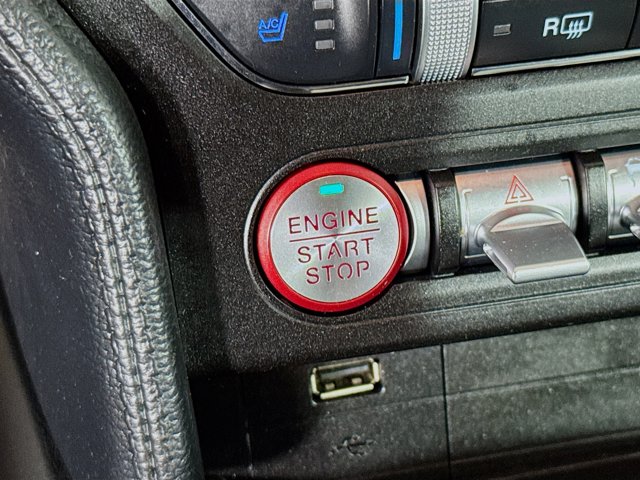 A/C
R
ENGINE
START
STOP